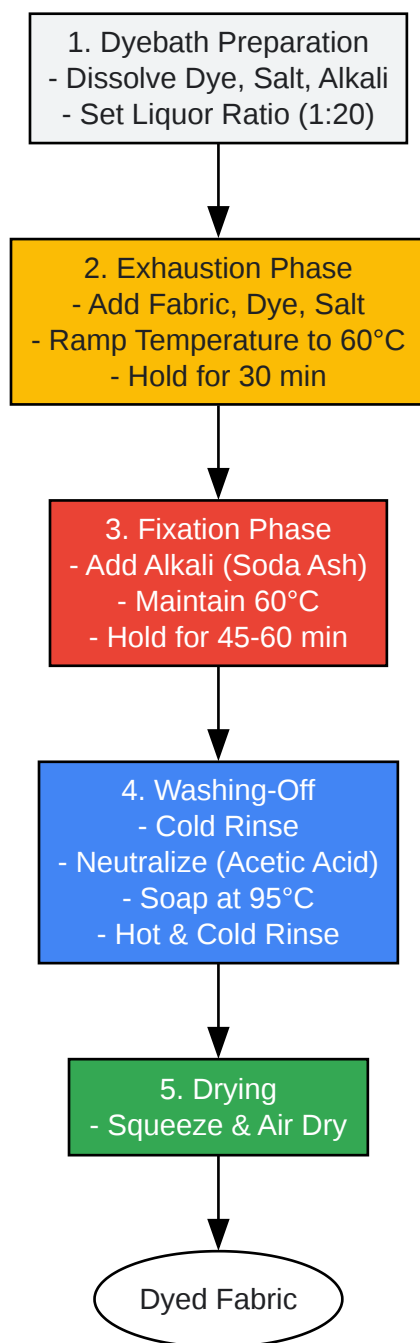 1. Dyebath Preparation
- Dissolve Dye, Salt, Alkali
- Set Liquor Ratio (1:20)
2. Exhaustion Phase
- Add Fabric, Dye, Salt
- Ramp Temperature to 60°C
- Hold for 30 min
3. Fixation Phase
- Add Alkali (Soda Ash)
- Maintain 60°C
- Hold for 45-60 min
4. Washing-Off
- Cold Rinse
- Neutralize (Acetic Acid)
- Soap at 95°C
- Hot & Cold Rinse
5. Drying
- Squeeze & Air Dry
Dyed Fabric